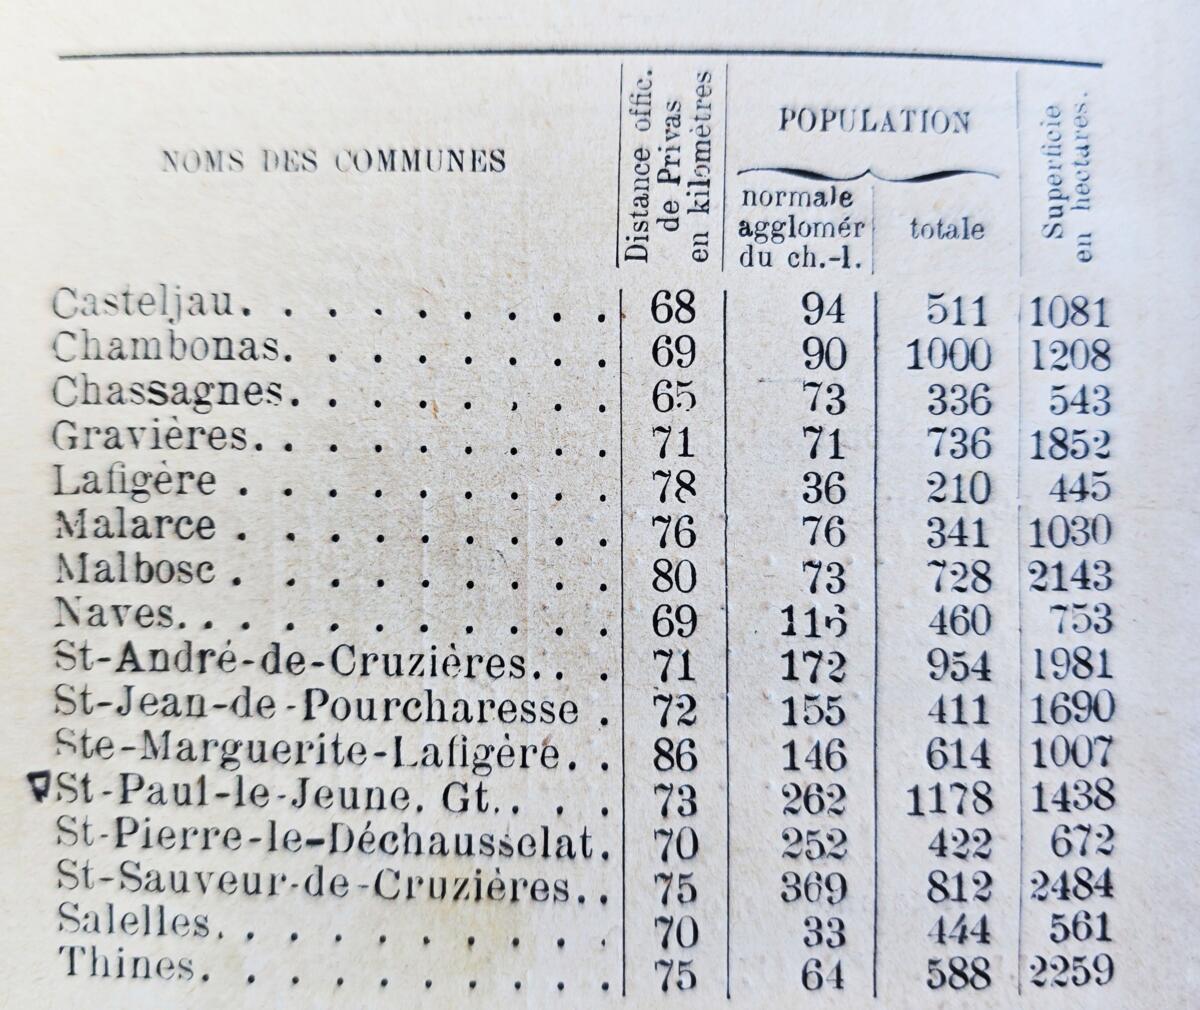 NOMS DES COMMUNES
Distance offic.
de Privas
en kilomètres
POPULATION
normale
agglomér
du ch.-l.
totale
Superficie
en hectares.
Casteljau. . . . . . . . . 68 94 511 1081
Chambonas. . . . . . . . 69 90 1000 1208
Chassagnes. . . . . . . . 65 73 336 543
Gravières. . . . . . . . . 71 71 736 1852
Lafigère . . . . . . . . . 78 36 210 445
Malarce . . . . . . . . . 76 76 341 1030
Malbosc . . . . . . . . . 80 73 728 2143
Naves. . . . . . . . . . . 69 116 460 753
St-André-de-Cruzières. . . 71 172 954 1981
St-Jean-de-Pourcharesse . 72 155 411 1690
Ste-Marguerite-Lafigère. . 86 146 614 1007
St-Paul-le-Jeune. Gt. . . . 73 262 1178 1438
St-Pierre-le-Déchausselat. 70 252 422 672
St-Sauveur-de-Cruzières. . 75 369 812 2484
Salelles. . . . . . . . . . 70 33 444 561
Thines. . . . . . . . . . 75 64 588 2259